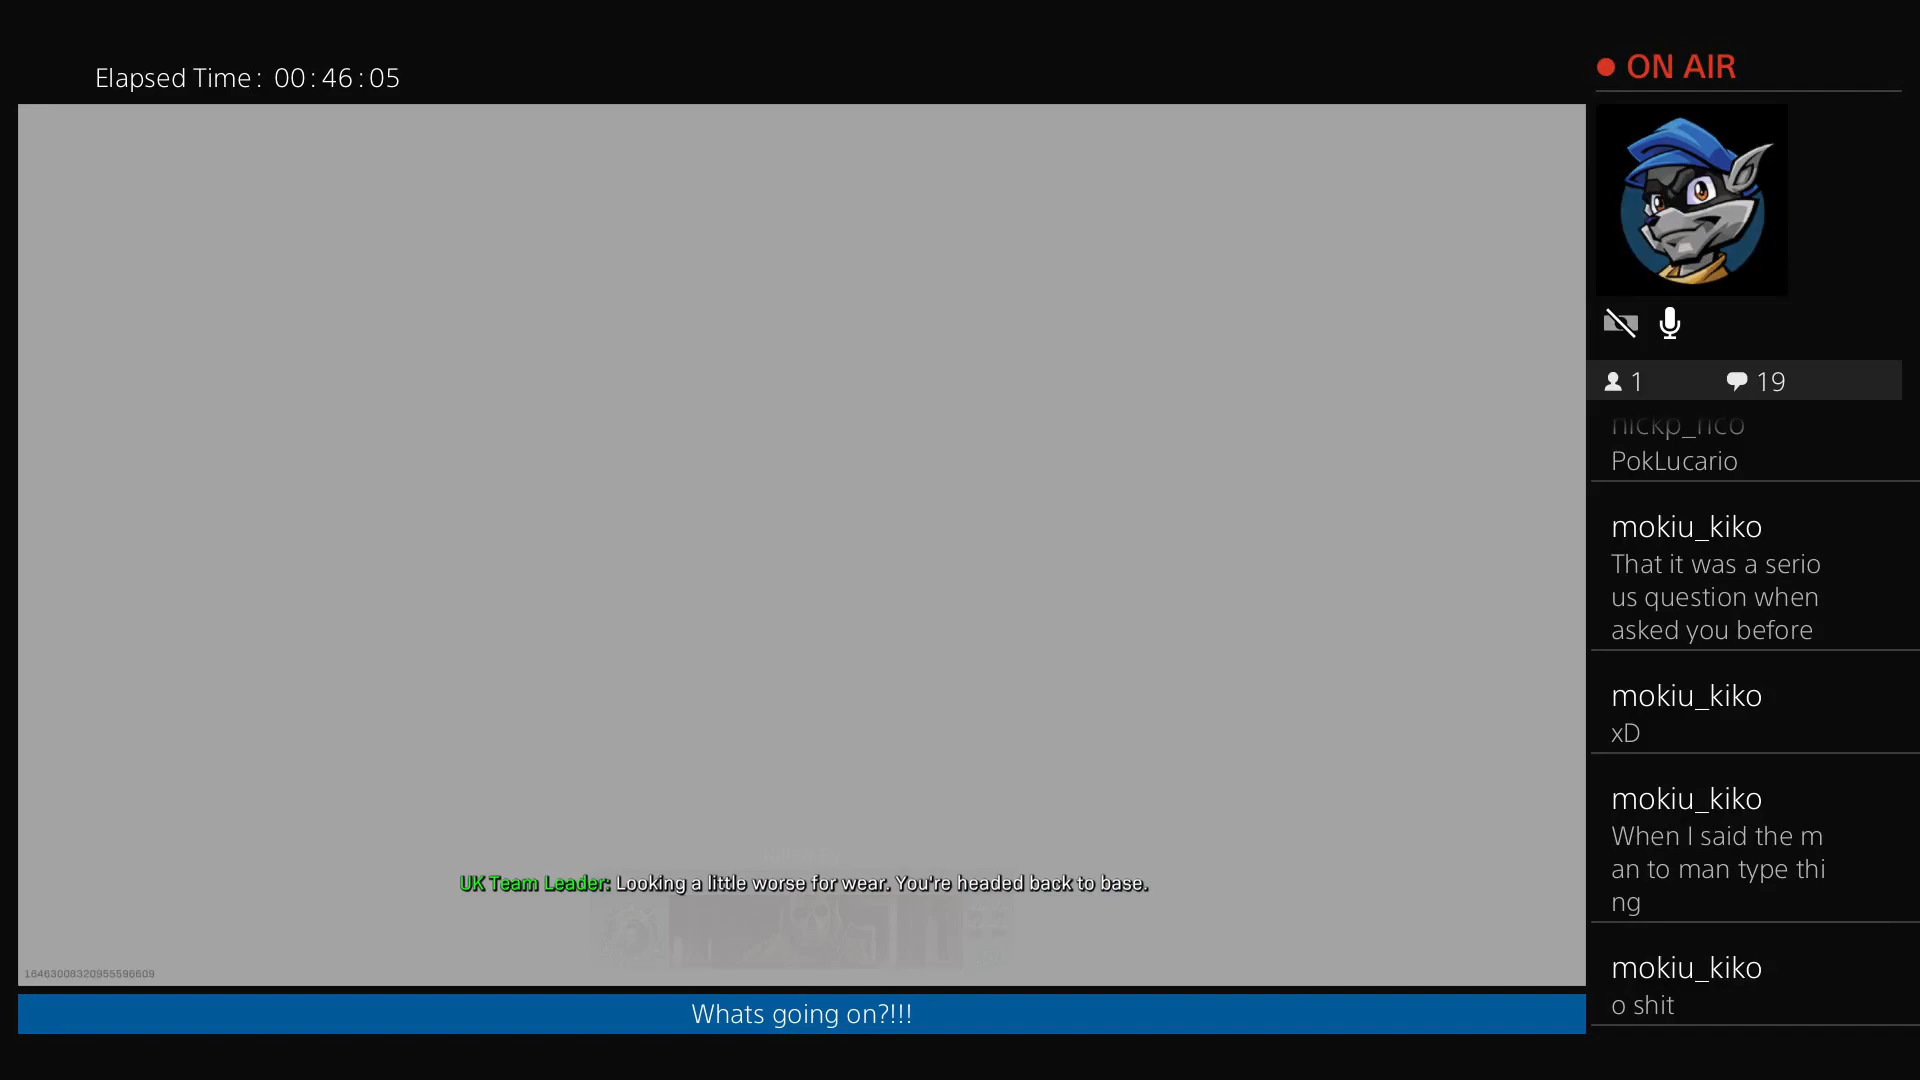 Elapsed Time: 00:46:05
ON AIR
1
19
nickp_rico
PokLucario
mokiu_kiko
That it was a serio
us question when
asked you before
mokiu_kiko
xD
mokiu_kiko
When I said the m
an to man type thi
ng
mokiu_kiko
o shit
UK Team Leader: Looking a little worse for wear. You're headed back to base.
16463008320955596609
Whats going on?!!!